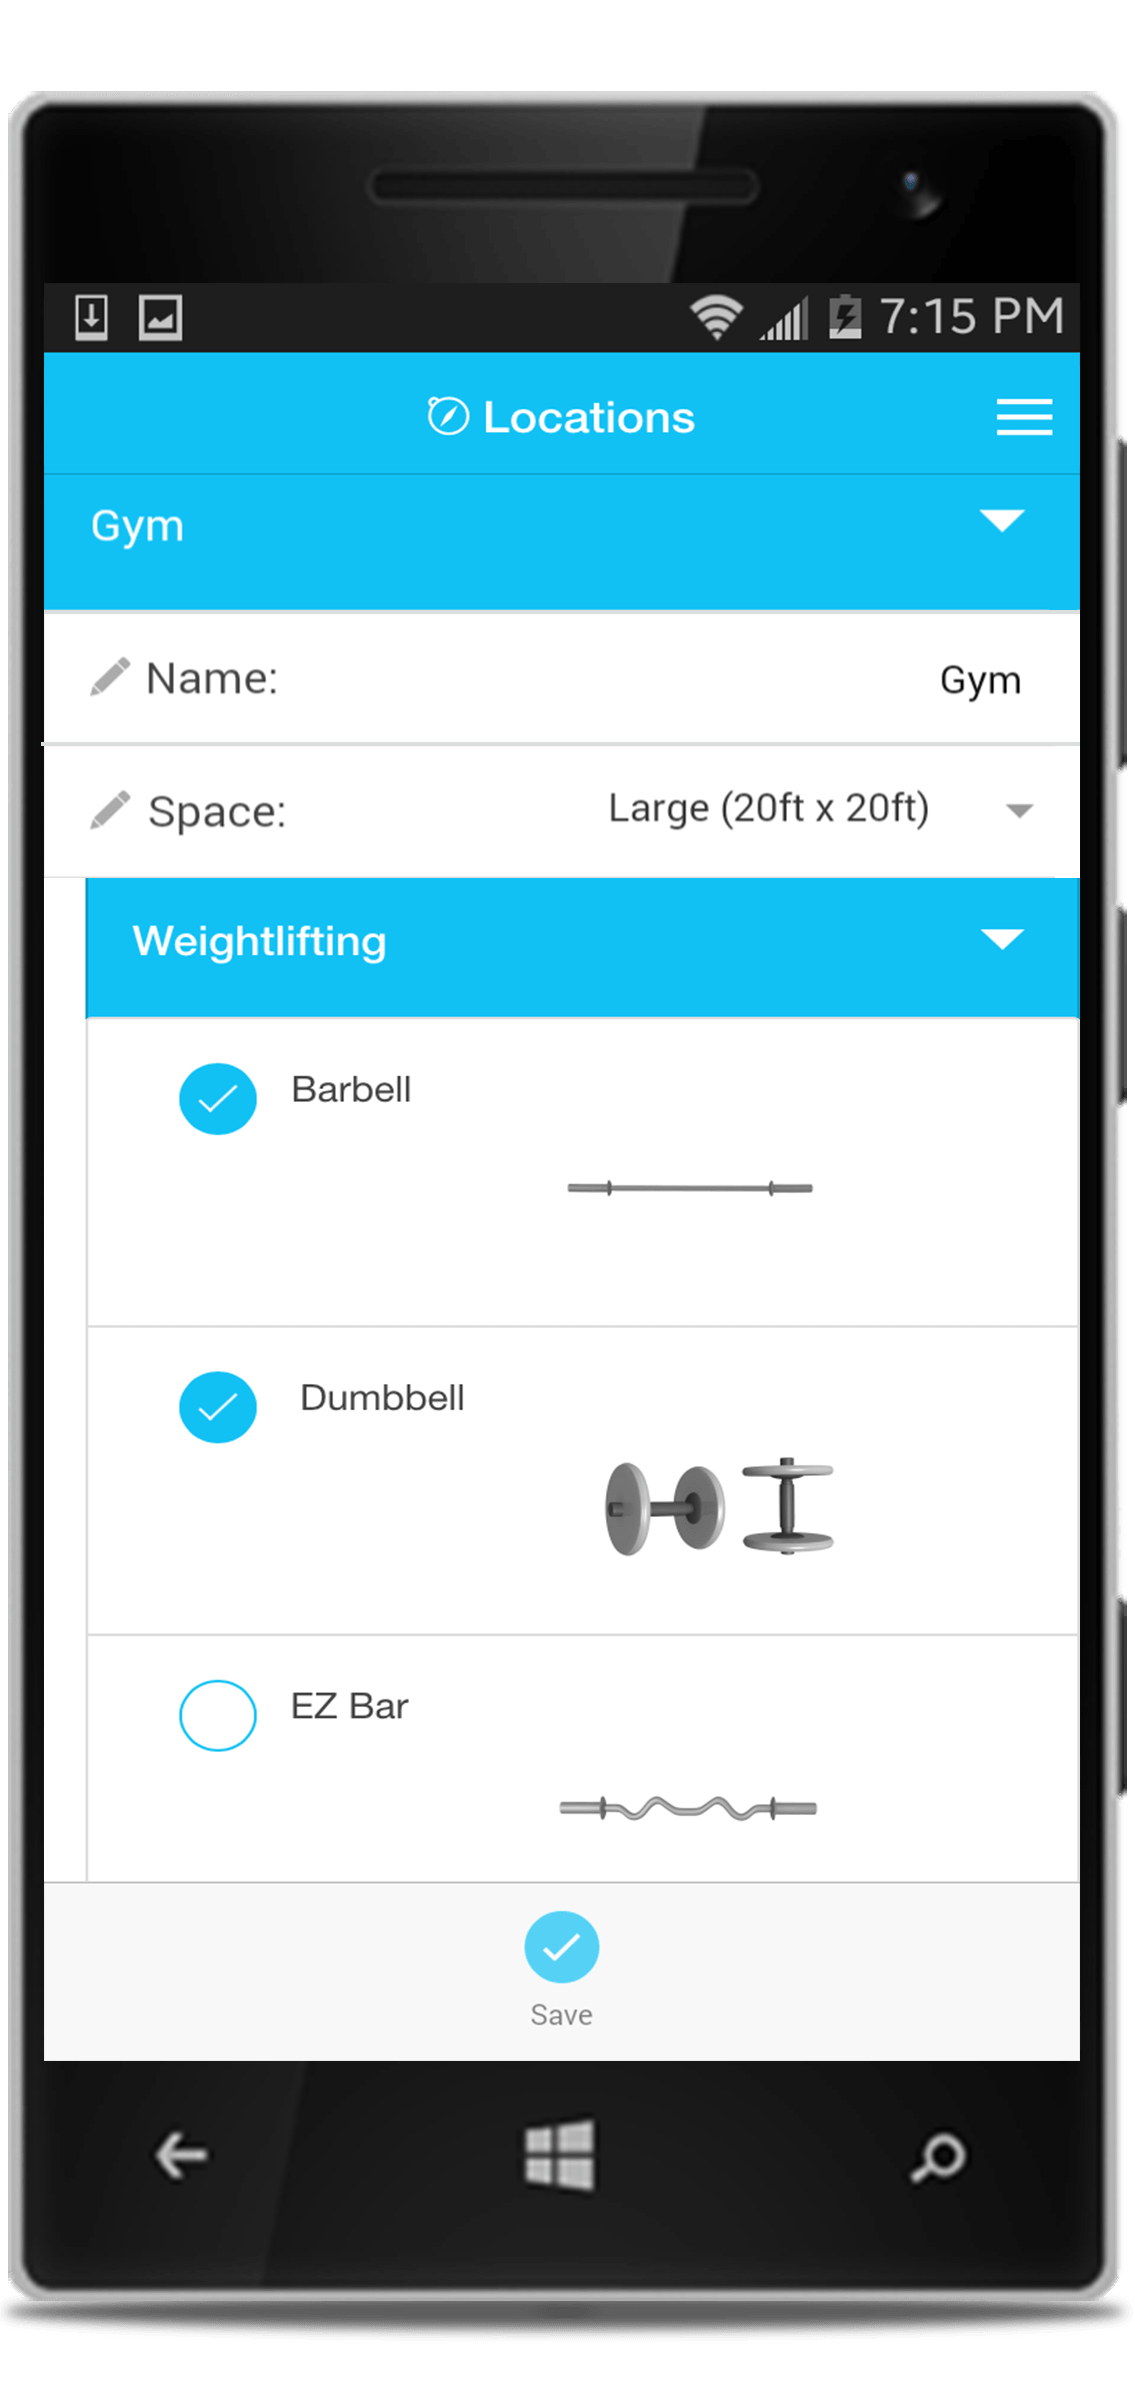 7:15 PM
Locations
Gym
Name: Gym
Space: Large (20ft x 20ft)
Weightlifting
Barbell
Dumbbell
EZ Bar
Save